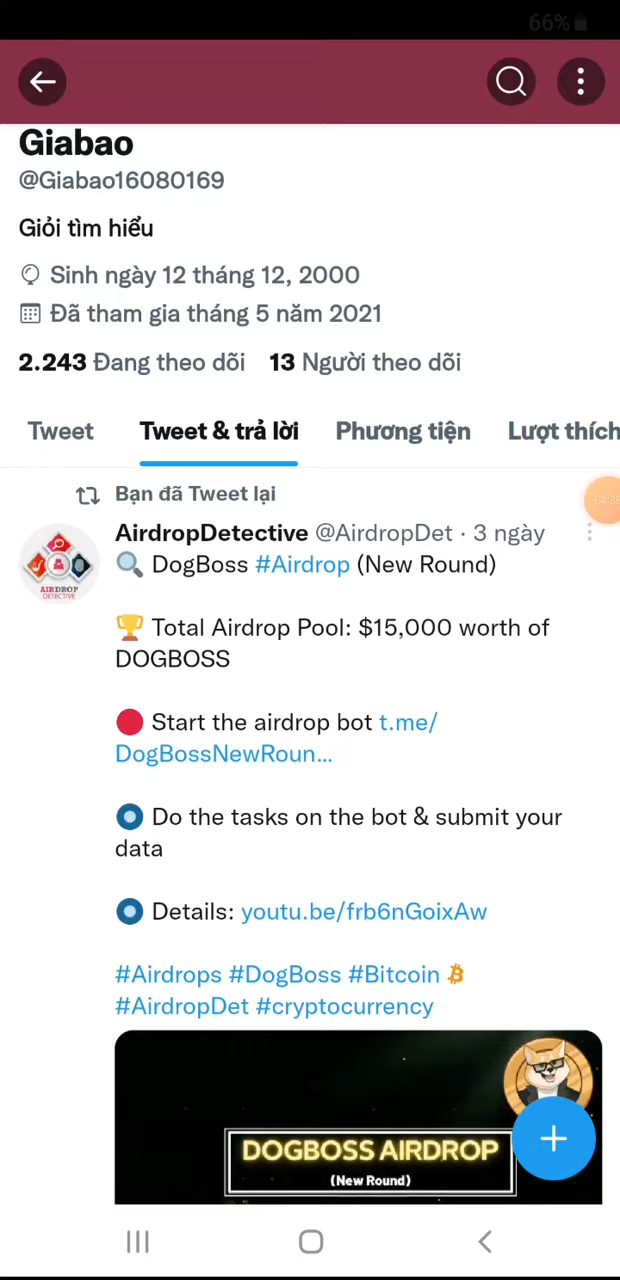 66%
Giabao
@Giabao16080169
Giỏi tìm hiểu
Sinh ngày 12 tháng 12, 2000
Đã tham gia tháng 5 năm 2021
2.243 Đang theo dõi 13 Người theo dõi
Tweet Tweet & trả lời Phương tiện Lượt thích
Bạn đã Tweet lại
AirdropDetective @AirdropDet · 3 ngày
DogBoss #Airdrop (New Round)
Total Airdrop Pool: $15,000 worth of
DOGBOSS
Start the airdrop bot t.me/
DogBossNewRoun...
Do the tasks on the bot & submit your
data
Details: youtu.be/frb6nGoixAw
#Airdrops #DogBoss #Bitcoin
#AirdropDet #cryptocurrency
AIRDROP
DETECTIVE
DOGBOSS AIRDROP
(New Round)